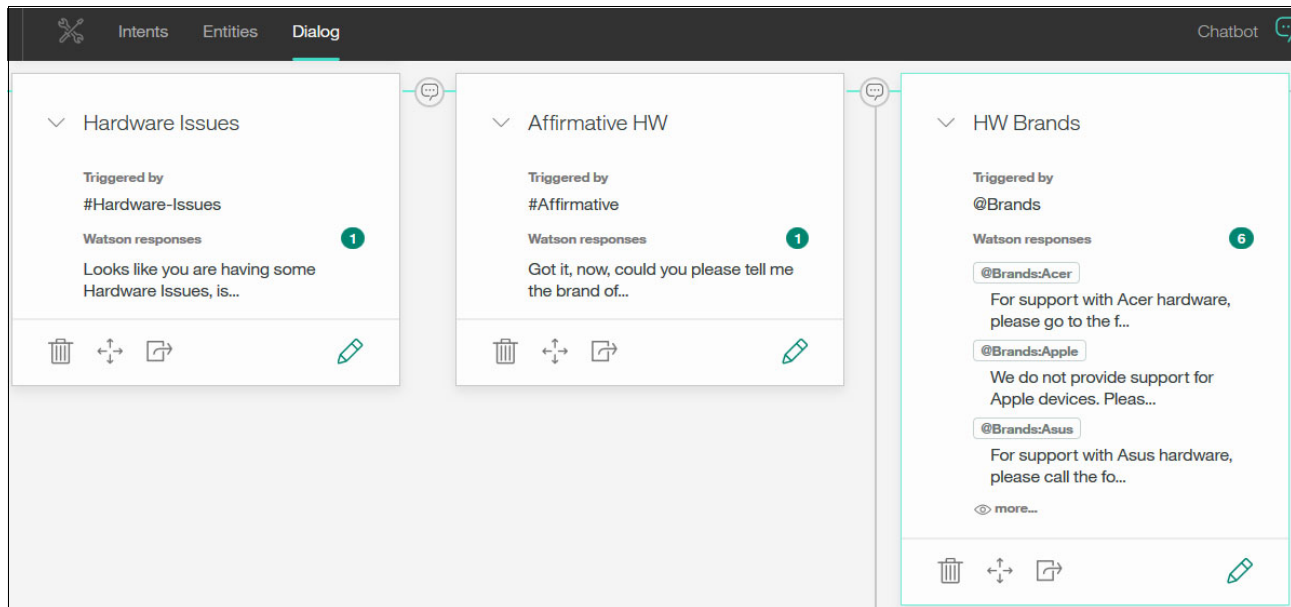 Intents Entities Dialog Chatbot
Hardware Issues
Triggered by
#Hardware-Issues
Watson responses 1
Looks like you are having some
Hardware Issues, is...
Affirmative HW
Triggered by
#Affirmative
Watson responses 1
Got it, now, could you please tell me
the brand of...
HW Brands
Triggered by
@Brands
Watson responses 6
@Brands:Acer
For support with Acer hardware,
please go to the f...
@Brands:Apple
We do not provide support for
Apple devices. Pleas...
@Brands:Asus
For support with Asus hardware,
please call the fo...
more...